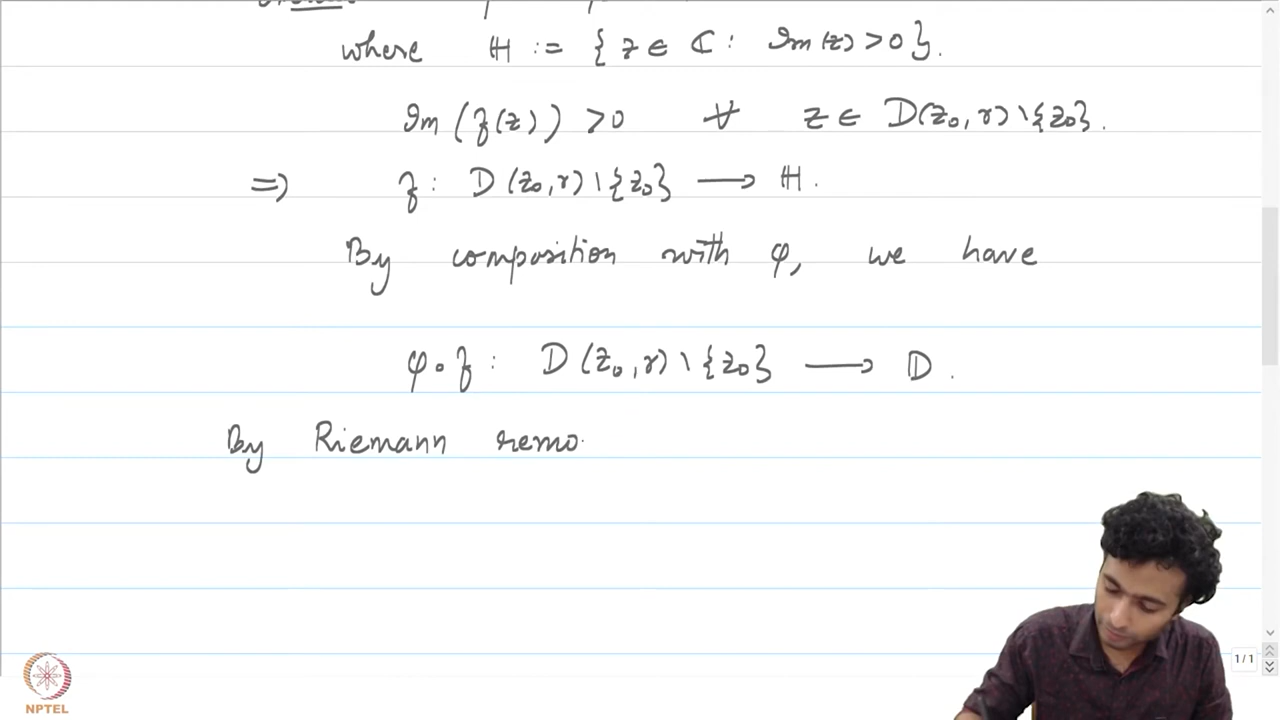 where ℍ := { z ∈ ℂ : Im(z) > 0 }.
Im (f(z)) > 0 ∀ z ∈ D(z₀, r) \ {z₀}.
⇒ f : D(z₀, r) \ {z₀} ⟶ ℍ.
By composition with φ, we have
φ∘f : D(z₀, r) \ {z₀} ⟶ 𝔻.
By Riemann remo
1/1
NPTEL